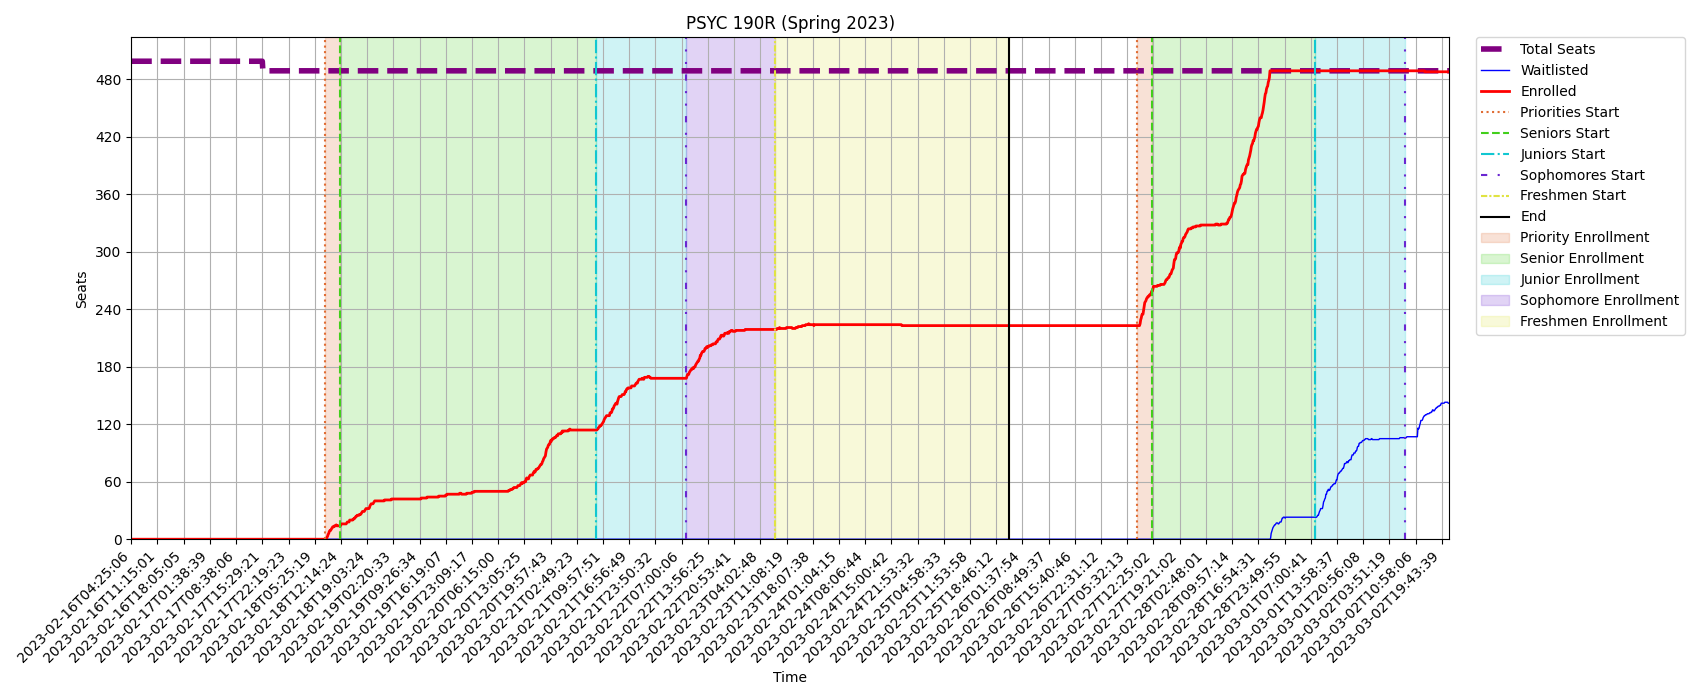 PSYC 190R (Spring 2023)
Seats
480
420
360
300
240
180
120
60
0
2023-02-16T04:25:06
2023-02-16T11:15:01
2023-02-16T18:05:05
2023-02-17T01:38:39
2023-02-17T07:38:06
2023-02-17T15:29:21
2023-02-17T22:19:23
2023-02-18T05:25:19
2023-02-18T12:14:24
2023-02-18T19:03:24
2023-02-19T02:20:33
2023-02-19T09:26:34
2023-02-19T16:19:07
2023-02-19T23:09:17
2023-02-20T06:15:00
2023-02-20T13:05:25
2023-02-20T19:57:43
2023-02-21T02:49:23
2023-02-21T09:57:51
2023-02-21T16:56:49
2023-02-21T23:50:32
2023-02-22T07:00:06
2023-02-22T13:56:25
2023-02-22T20:53:41
2023-02-23T04:02:48
2023-02-23T11:08:19
2023-02-23T18:07:38
2023-02-24T01:04:15
2023-02-24T08:06:44
2023-02-24T15:00:42
2023-02-24T21:53:32
2023-02-25T04:58:33
2023-02-25T11:53:58
2023-02-25T18:46:12
2023-02-26T01:37:54
2023-02-26T08:49:37
2023-02-26T15:40:46
2023-02-26T22:31:12
2023-02-27T05:32:13
2023-02-27T12:25:02
2023-02-27T19:21:02
2023-02-28T02:48:01
2023-02-28T09:57:14
2023-02-28T16:54:31
2023-02-28T23:49:55
2023-03-01T07:00:41
2023-03-01T13:58:37
2023-03-01T20:56:08
2023-03-02T03:51:19
2023-03-02T10:58:06
2023-03-02T19:43:39
Time
Total Seats
Waitlisted
Enrolled
Priorities Start
Seniors Start
Juniors Start
Sophomores Start
Freshmen Start
End
Priority Enrollment
Senior Enrollment
Junior Enrollment
Sophomore Enrollment
Freshmen Enrollment